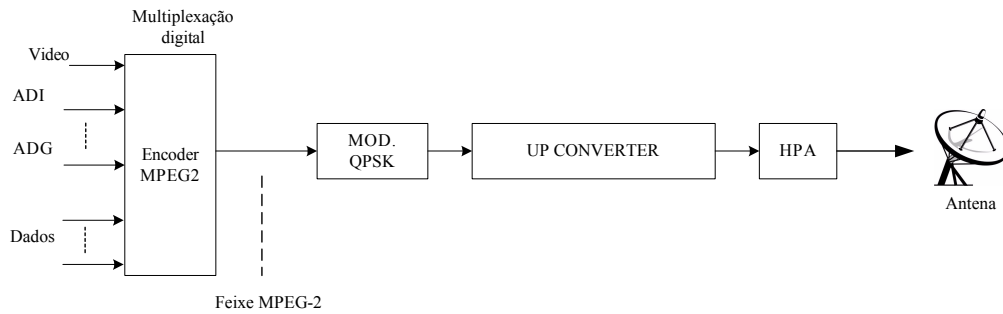 Multiplexação
digital
Video
ADI
ADG
Dados
Encoder
MPEG2
Feixe MPEG-2
MOD.
QPSK
UP CONVERTER
HPA
Antena